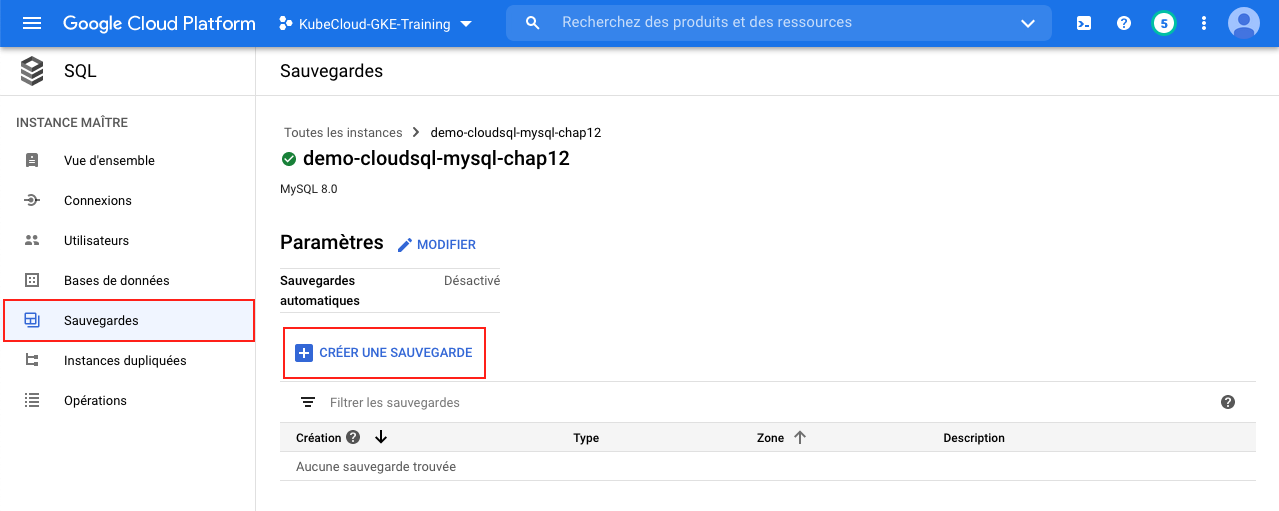 Google Cloud Platform
KubeCloud-GKE-Training
Recherchez des produits et des ressources
?
5
SQL
Sauvegardes
INSTANCE MAÎTRE
Vue d'ensemble
Connexions
Utilisateurs
Bases de données
Sauvegardes
Instances dupliquées
Opérations
Toutes les instances
demo-cloudsql-mysql-chap12
demo-cloudsql-mysql-chap12
MySQL 8.0
Paramètres
MODIFIER
Sauvegardes
automatiques
Désactivé
CRÉER UNE SAUVEGARDE
Filtrer les sauvegardes
?
Création ? Type Zone Description
Aucune sauvegarde trouvée